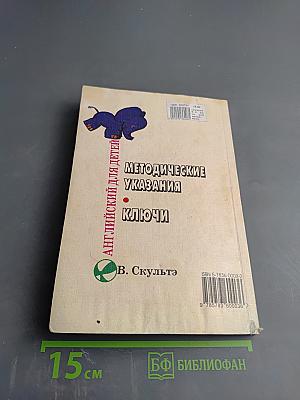 АНГЛИЙСКИЙ ДЛЯ ДЕТЕЙ
МЕТОДИЧЕСКИЕ
УКАЗАНИЯ
•
КЛЮЧИ
В. Скультэ
15 см
БФ БИБЛИОФАН